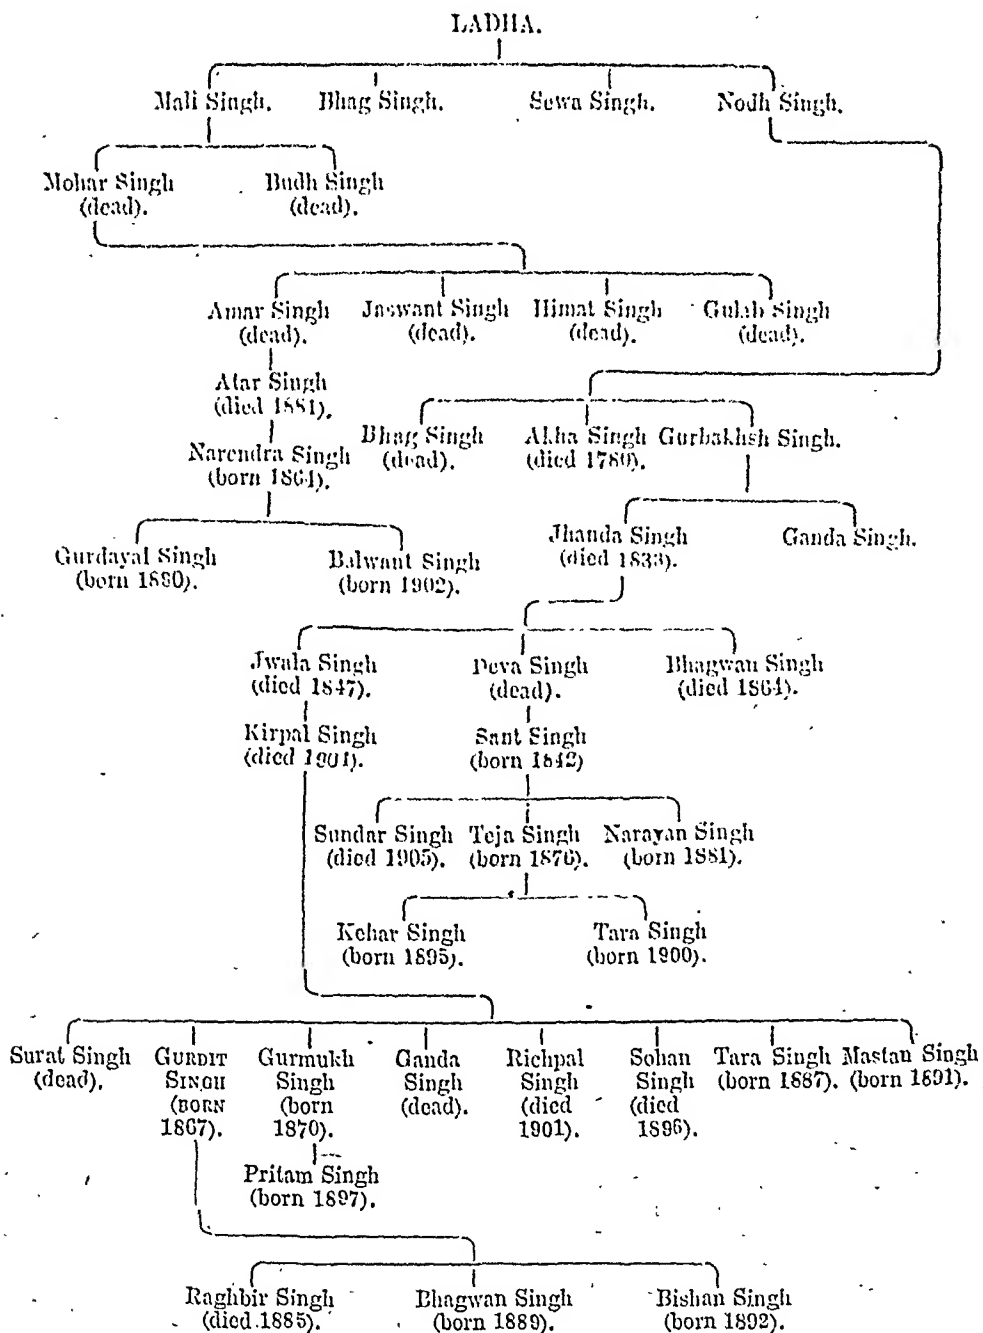 LADHA.
Mali Singh. Bhag Singh. Sewa Singh. Nodh Singh.
Mohar Singh Budh Singh
(dead). (dead).
Amar Singh Jaswant Singh Himat Singh Gulab Singh
(dead). (dead). (dead). (dead).
Atar Singh
(died 1881).
Bhag Singh Akha Singh Gurbakhsh Singh.
(dead). (died 1780).
Narendra Singh
(born 1864).
Jhanda Singh Ganda Singh.
(died 1833).
Gurdayal Singh Balwant Singh
(born 1890). (born 1902).
Jwala Singh Deva Singh Bhagwan Singh
(died 1847). (dead). (died 1864).
Kirpal Singh Sant Singh
(died 1904). (born 1842)
Sundar Singh Teja Singh Narayan Singh
(died 1905). (born 1876). (born 1881).
Kehar Singh Tara Singh
(born 1895). (born 1900).
Surat Singh GURDIT Gurmukh Ganda Richpal Sohan Tara Singh Mastan Singh
(dead). SINGH Singh Singh Singh Singh (born 1887). (born 1891).
(BORN (born (dead). (died (died
1867). 1870). 1901). 1896).
Pritam Singh
(born 1897).
Raghbir Singh Bhagwan Singh Bishan Singh
(died 1885). (born 1889). (born 1892).